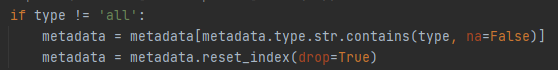 if type != 'all':
    metadata = metadata[metadata.type.str.contains(type, na=False)]
    metadata = metadata.reset_index(drop=True)